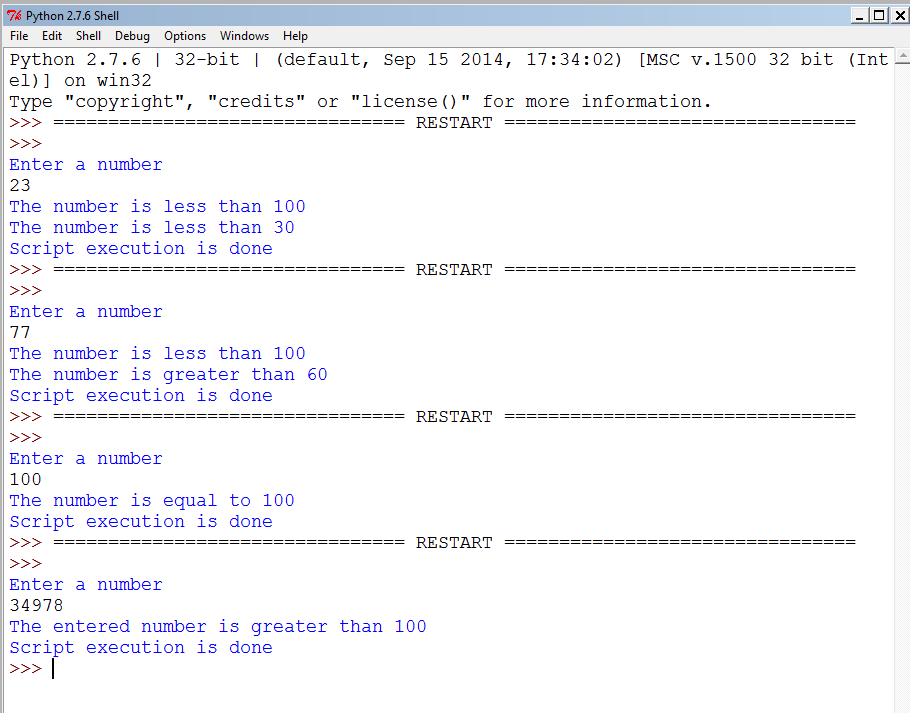 Python 2.7.6 Shell
File Edit Shell Debug Options Windows Help
Python 2.7.6 | 32-bit | (default, Sep 15 2014, 17:34:02) [MSC v.1500 32 bit (Int
el)] on win32
Type "copyright", "credits" or "license()" for more information.
>>> ================================ RESTART ================================
>>>
Enter a number
23
The number is less than 100
The number is less than 30
Script execution is done
>>> ================================ RESTART ================================
>>>
Enter a number
77
The number is less than 100
The number is greater than 60
Script execution is done
>>> ================================ RESTART ================================
>>>
Enter a number
100
The number is equal to 100
Script execution is done
>>> ================================ RESTART ================================
>>>
Enter a number
34978
The entered number is greater than 100
Script execution is done
>>>